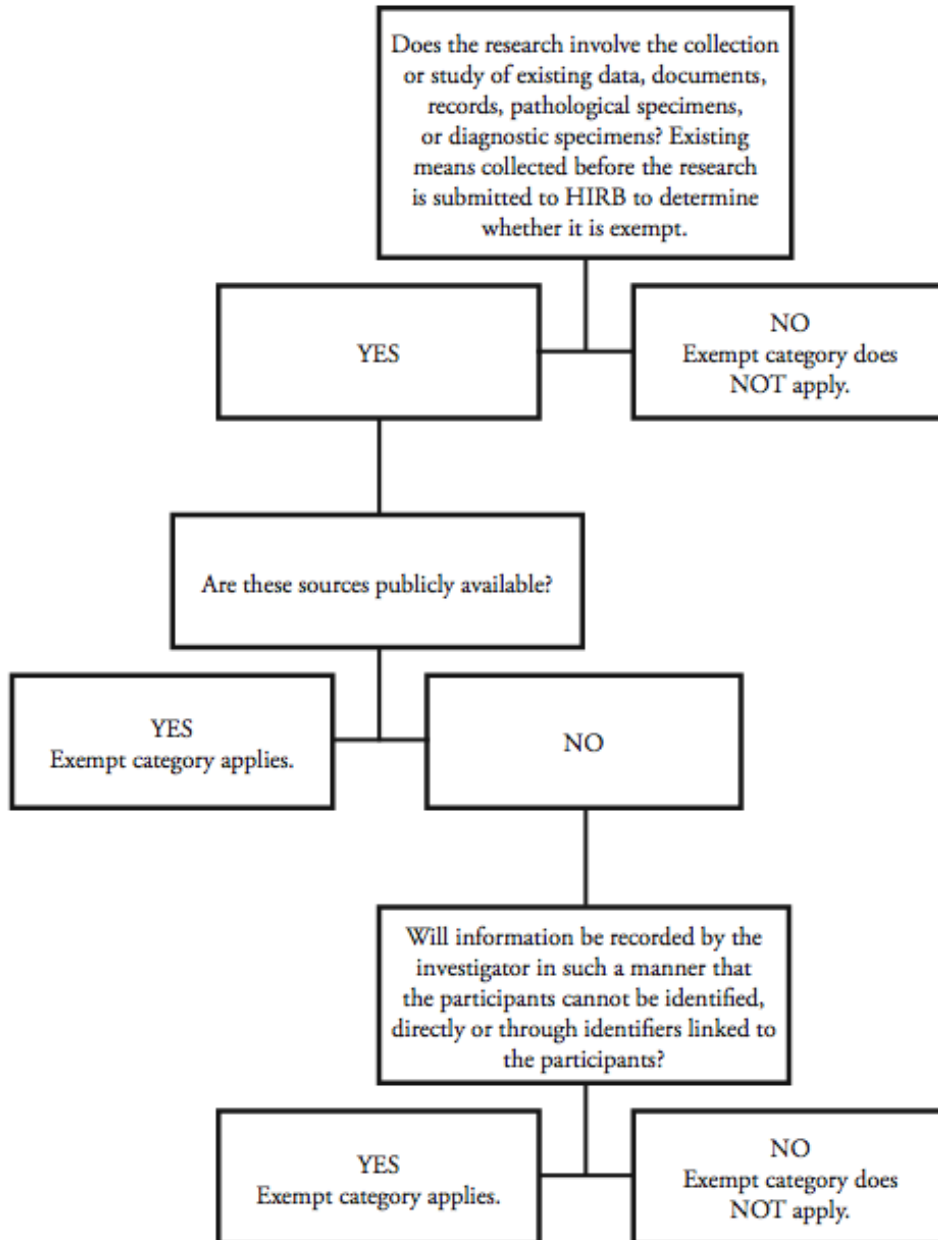 Does the research involve the collection
or study of existing data, documents,
records, pathological specimens,
or diagnostic specimens? Existing
means collected before the research
is submitted to HIRB to determine
whether it is exempt.
YES
NO
Exempt category does
NOT apply.
Are these sources publicly available?
YES
Exempt category applies.
NO
Will information be recorded by the
investigator in such a manner that
the participants cannot be identified,
directly or through identifiers linked to
the participants?
YES
Exempt category applies.
NO
Exempt category does
NOT apply.